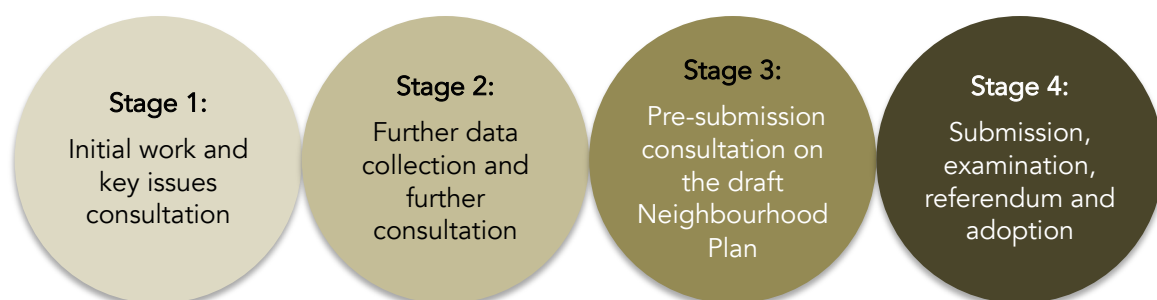 Stage 1:
Initial work and
key issues
consultation
Stage 2:
Further data
collection and
further
consultation
Stage 3:
Pre-submission
consultation on
the draft
Neighbourhood
Plan
Stage 4:
Submission,
examination,
referendum and
adoption